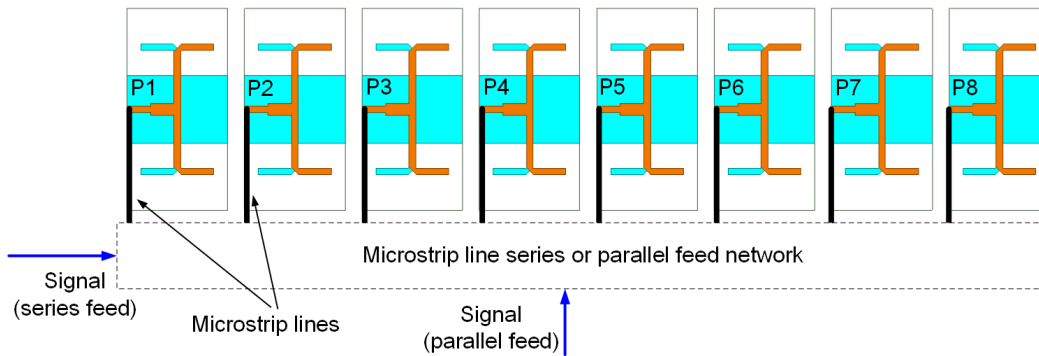 P1 P2 P3 P4 P5 P6 P7 P8
Microstrip line series or parallel feed network
Signal
(series feed)
Microstrip lines
Signal
(parallel feed)